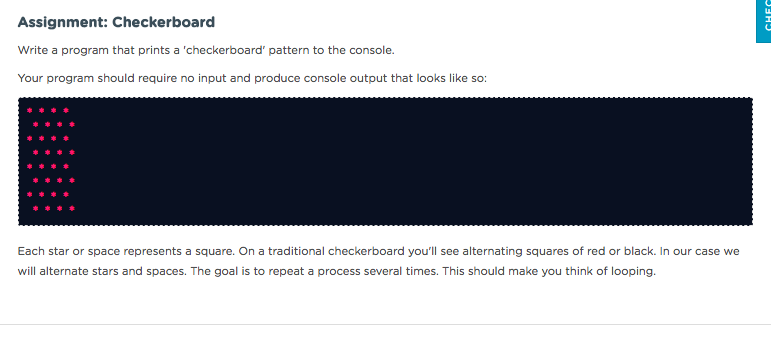 Assignment: Checkerboard
CHEC
Write a program that prints a 'checkerboard' pattern to the console.
Your program should require no input and produce console output that looks like so:
* * * *
 * * * *
* * * *
 * * * *
* * * *
 * * * *
* * * *
 * * * *
Each star or space represents a square. On a traditional checkerboard you'll see alternating squares of red or black. In our case we
will alternate stars and spaces. The goal is to repeat a process several times. This should make you think of looping.